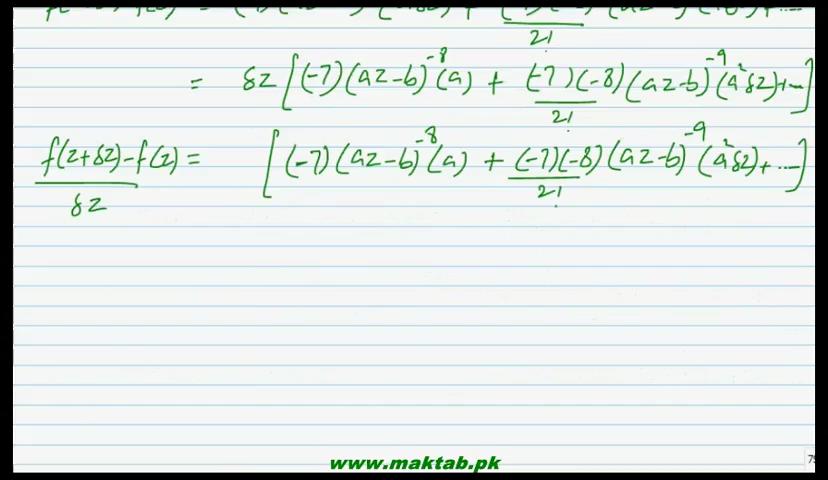 2!
= δz [(-7)(az-b)^-8 (a) + (-7)(-8)/2! (az-b)^-9 (a²δz)+...]
f(z+δz)-f(z)/δz = [(-7)(az-b)^-8 (a) + (-7)(-8)/2! (az-b)^-9 (a²δz)+...]
www.maktab.pk